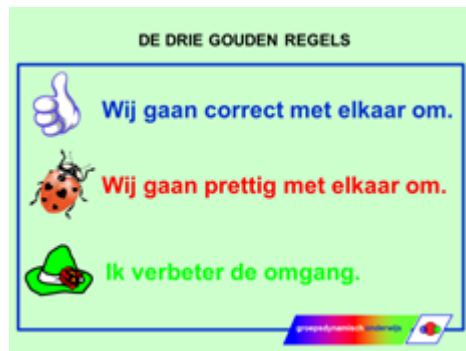 DE DRIE GOUDEN REGELS
Wij gaan correct met elkaar om.
Wij gaan prettig met elkaar om.
Ik verbeter de omgang.
groepsdynamisch onderwijs